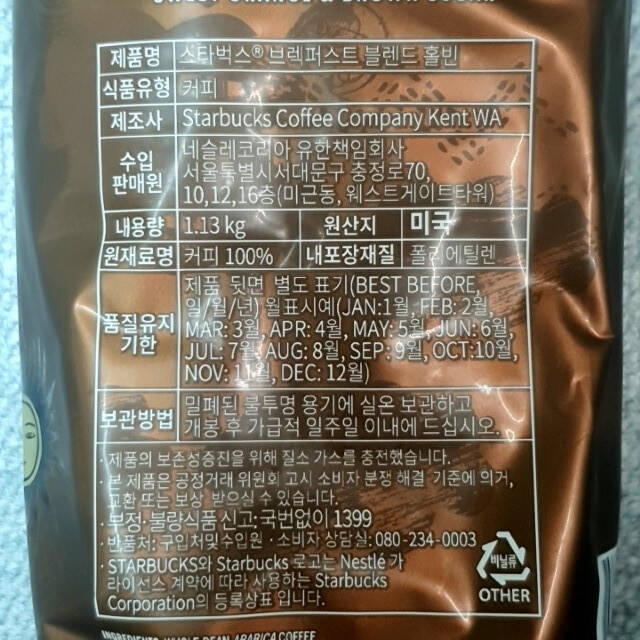 SWEET ORANGE & BROWN SUGAR
제품명 스타벅스® 브렉퍼스트 블렌드 홀빈
식품유형 커피
제조사 Starbucks Coffee Company Kent WA
수입 판매원 네슬레코리아 유한책임회사
서울특별시서대문구 충정로70,
10,12,16층(미근동, 웨스트게이트타워)
내용량 1.13 kg 원산지 미국
원재료명 커피 100% 내포장재질 폴리에틸렌
품질유지 기한 제품 뒷면 별도 표기(BEST BEFORE,
일/월/년) 월표시예(JAN:1월, FEB: 2월,
MAR: 3월, APR: 4월, MAY: 5월, JUN: 6월,
JUL: 7월, AUG: 8월, SEP: 9월, OCT:10월,
NOV: 11월, DEC: 12월)
보관방법 밀폐된 불투명 용기에 실온 보관하고
개봉 후 가급적 일주일 이내에 드십시오.
· 제품의 보존성증진을 위해 질소 가스를 충전했습니다.
· 본 제품은 공정거래 위원회 고시 소비자 분쟁 해결 기준에 의거,
교환 또는 보상 받으실 수 있습니다.
· 부정·불량식품 신고: 국번없이 1399
· 반품처: 구입처및 수입원 · 소비자 상담실: 080-234-0003
· STARBUCKS와 Starbucks 로고는 Nestlé 가
라이선스 계약에 따라 사용하는 Starbucks
Corporation의 등록상표 입니다.
비닐류
OTHER
INGREDIENTS: WHOLE BEAN ARABICA COFFEE